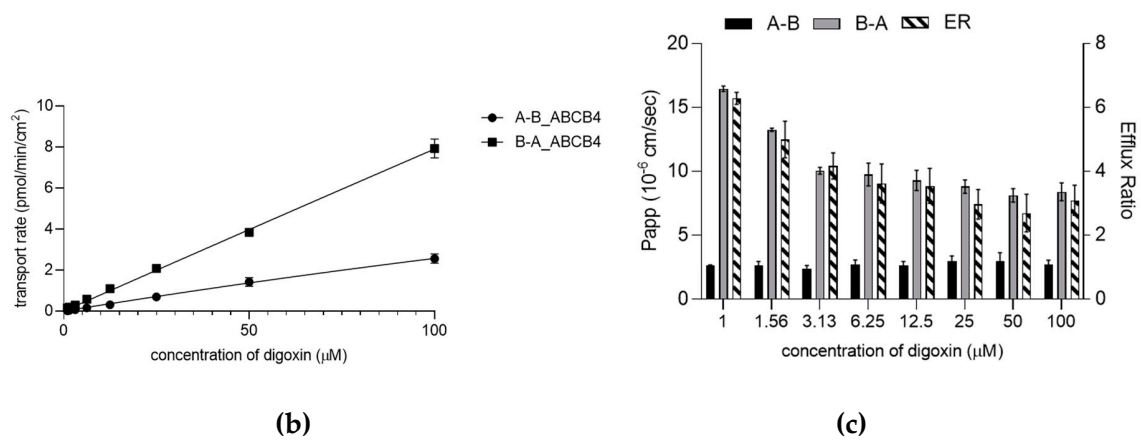 10
8
6
4
2
0
0
50
100
transport rate (pmol/min/cm²)
concentration of digoxin (μM)
A-B_ABCB4
B-A_ABCB4
(b)
A-B B-A ER
20
15
10
5
0
Papp (10⁻⁶ cm/sec)
8
6
4
2
0
Efflux Ratio
1 1.56 3.13 6.25 12.5 25 50 100
concentration of digoxin (μM)
(c)